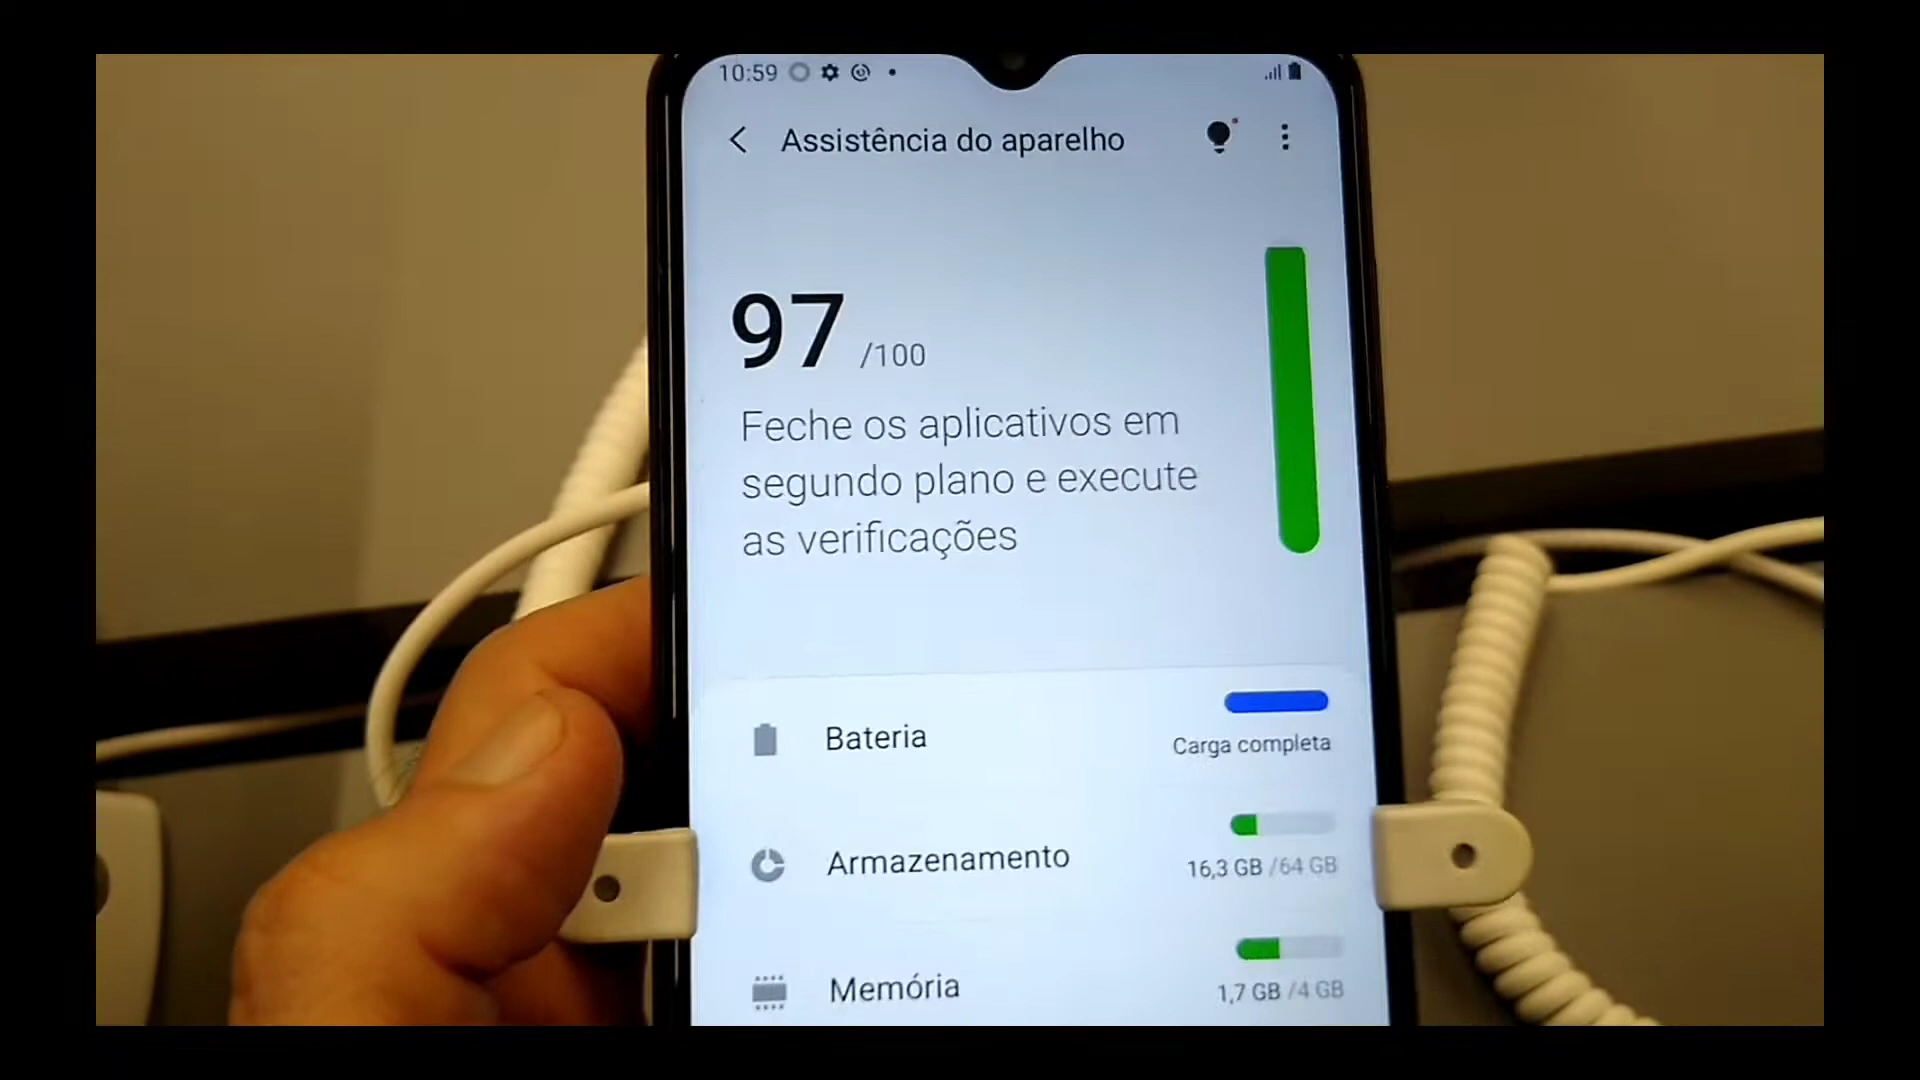 10:59
Assistência do aparelho
97 /100
Feche os aplicativos em
segundo plano e execute
as verificações
Bateria
Carga completa
Armazenamento
16,3 GB /64 GB
Memória
1,7 GB /4 GB